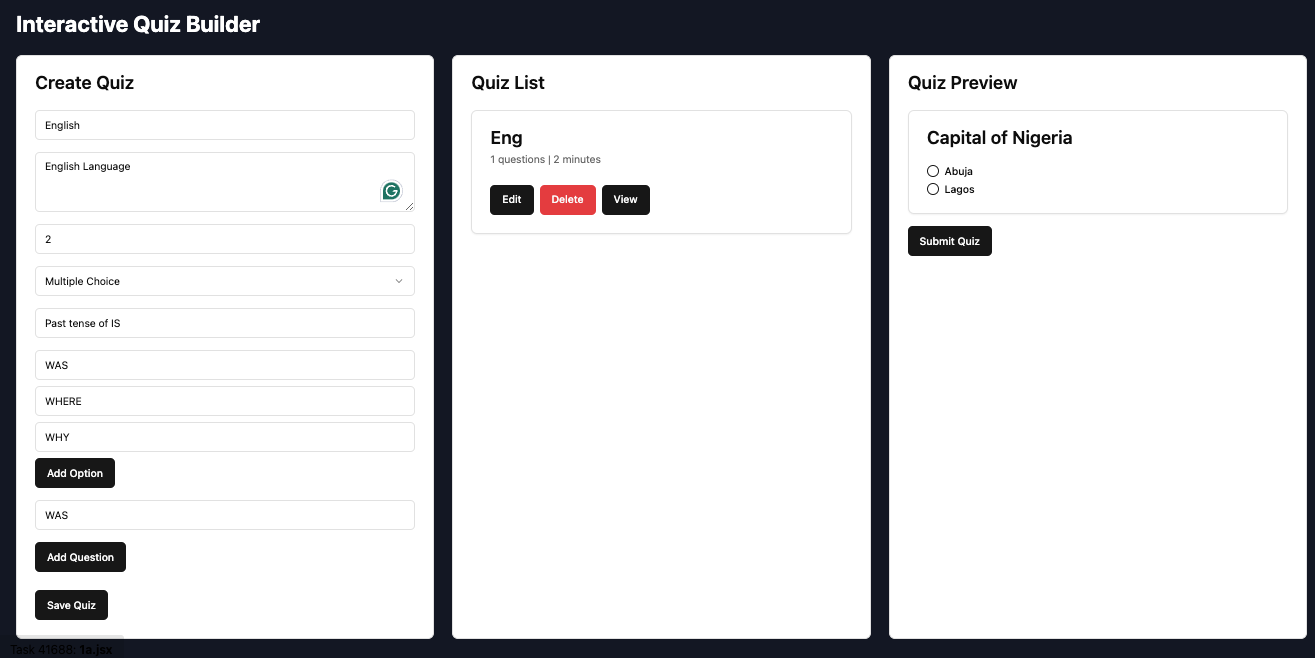 Interactive Quiz Builder
Create Quiz
English
English Language
2
Multiple Choice
Past tense of IS
WAS
WHERE
WHY
Add Option
WAS
Add Question
Save Quiz
Quiz List
Eng
1 questions | 2 minutes
Edit Delete View
Quiz Preview
Capital of Nigeria
Abuja
Lagos
Submit Quiz
Task 41688: 1a.jsx